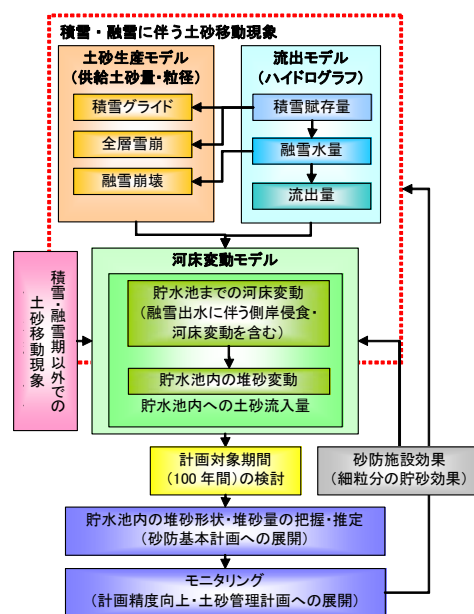 積雪・融雪に伴う土砂移動現象
土砂生産モデル
(供給土砂量・粒径)
積雪グライド
全層雪崩
融雪崩壊
流出モデル
(ハイドログラフ)
積雪賦存量
融雪水量
流出量
積雪・融雪期以外での
土砂移動現象
河床変動モデル
貯水池までの河床変動
(融雪出水に伴う側岸侵食・
河床変動を含む)
貯水池内の堆砂変動
貯水池内への土砂流入量
計画対象期間
(100年間)の検討
砂防施設効果
(細粒分の貯砂効果)
貯水池内の堆砂形状・堆砂量の把握・推定
(砂防基本計画への展開)
モニタリング
(計画精度向上・土砂管理計画への展開)